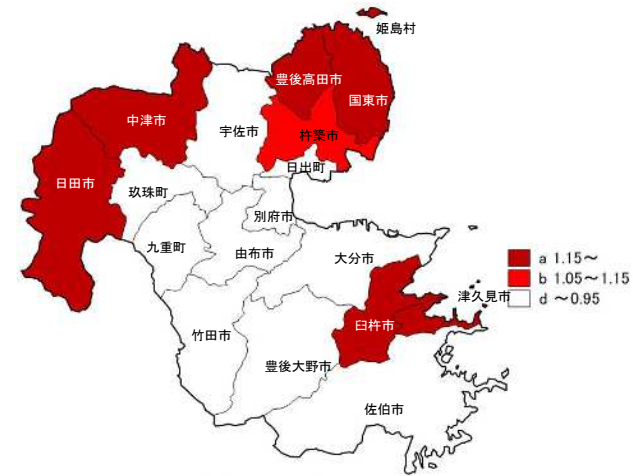 姫島村
豊後高田市
国東市
中津市
宇佐市
杵築市
日出町
日田市
玖珠町
別府市
九重町
由布市
大分市
a 1.15～
b 1.05～1.15
d ～0.95
津久見市
臼杵市
竹田市
豊後大野市
佐伯市